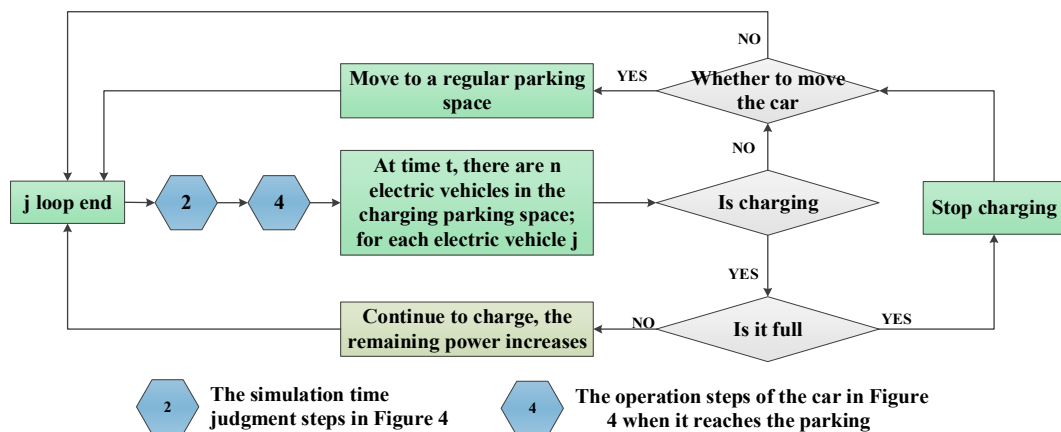 NO
YES
Whether to move
the car
Move to a regular parking
space
NO
j loop end
2
4
At time t, there are n
electric vehicles in the
charging parking space;
for each electric vehicle j
Is charging
Stop charging
YES
Continue to charge, the
remaining power increases
NO
Is it full
YES
2
The simulation time
judgment steps in Figure 4
4
The operation steps of the car in Figure
4 when it reaches the parking